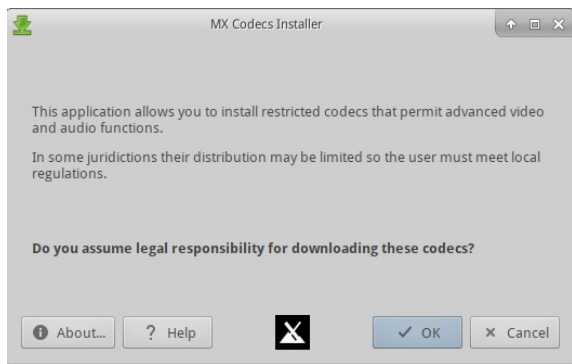 MX Codecs Installer
This application allows you to install restricted codecs that permit advanced video
and audio functions.
In some juridictions their distribution may be limited so the user must meet local
regulations.
Do you assume legal responsibility for downloading these codecs?
About...
? Help
OK
Cancel